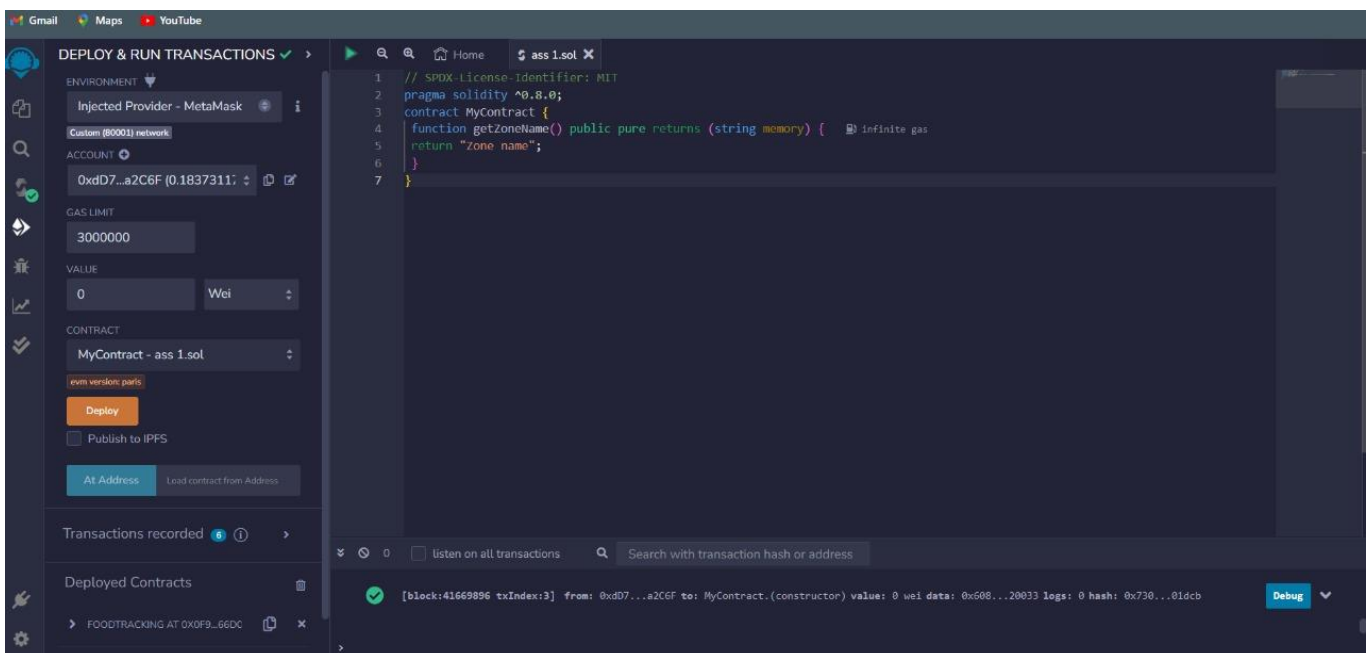 Gmail Maps YouTube
DEPLOY & RUN TRANSACTIONS
ENVIRONMENT
Injected Provider - MetaMask
Custom (80001) network
ACCOUNT
0xdD7...a2C6F (0.1837311
GAS LIMIT
3000000
VALUE
0 Wei
CONTRACT
MyContract - ass 1.sol
evm version: paris
Deploy
Publish to IPFS
At Address Load contract from Address
Transactions recorded 6
Deployed Contracts
FOODTRACKING AT 0X0F9...66DC
Home ass 1.sol
1 // SPDX-License-Identifier: MIT
2 pragma solidity ^0.8.0;
3 contract MyContract {
4 function getZoneName() public pure returns (string memory) { infinite gas
5 return "Zone name";
6 }
7 }
0 listen on all transactions Search with transaction hash or address
[block:41669896 txIndex:3] from: 0xdD7...a2C6F to: MyContract.(constructor) value: 0 wei data: 0x608...20033 logs: 0 hash: 0x730...01dcb Debug
>